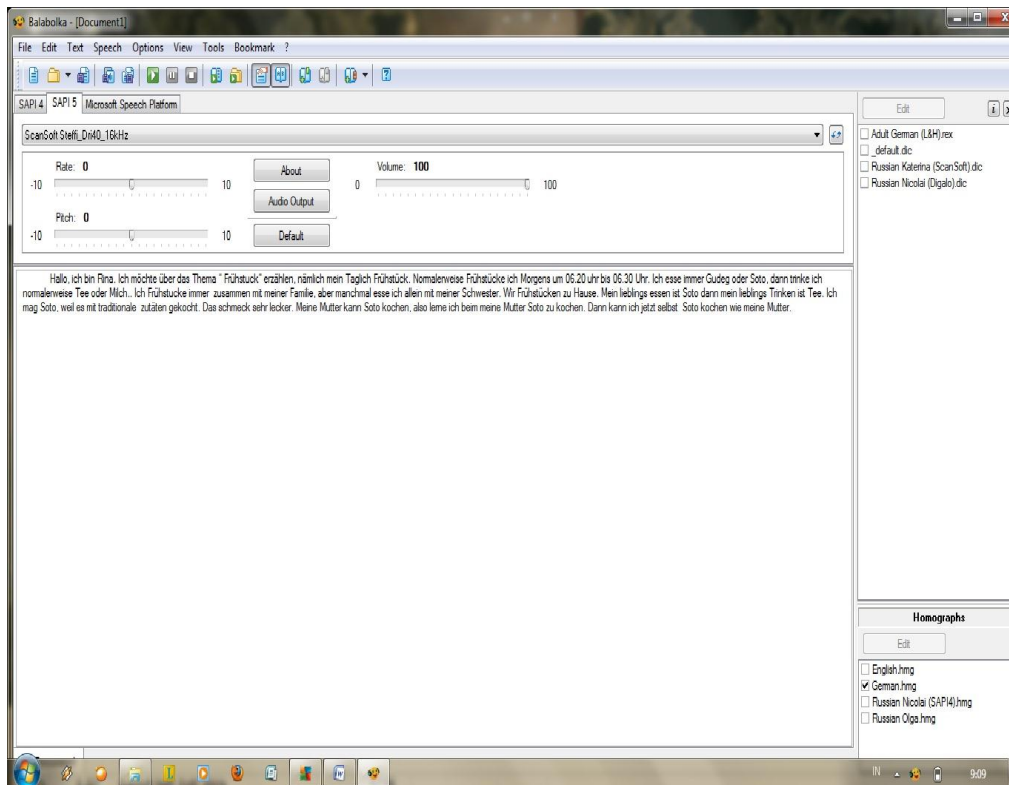 Balabolka - [Document1]
File Edit Text Speech Options View Tools Bookmark ?
SAPI 4 SAPI 5 Microsoft Speech Platform
ScanSoft Steffi_Dri40_16kHz
Rate: 0
-10 10
Pitch: 0
-10 10
About
Audio Output
Default
Volume: 100
0 100
Hallo, ich bin Rina. Ich möchte über das Thema " Frühstuck" erzählen, nämlich mein Taglich Frühstück. Normalerweise Frühstücke ich Morgens um 06.20 uhr bis 06.30 Uhr. Ich esse immer Gudeg oder Soto, dann trinke ich
normalerweise Tee oder Milch.. Ich Frühstucke immer zusammen mit meiner Familie, aber manchmal esse ich allein mit meiner Schwester. Wir Frühstücken zu Hause. Mein lieblings essen ist Soto dann mein lieblings Trinken ist Tee. Ich
mag Soto, weil es mit traditionale zutäten gekocht. Das schmeck sehr lecker. Meine Mutter kann Soto kochen, also lerne ich beim meine Mutter Soto zu kochen. Dann kann ich jetzt selbst Soto kochen wie meine Mutter.
Edit
Adult German (L&H).rex
_default.dic
Russian Katerina (ScanSoft).dic
Russian Nicolai (Digalo).dic
Homographs
Edit
English.hmg
German.hmg
Russian Nicolai (SAPI4).hmg
Russian Olga.hmg
IN 9:09